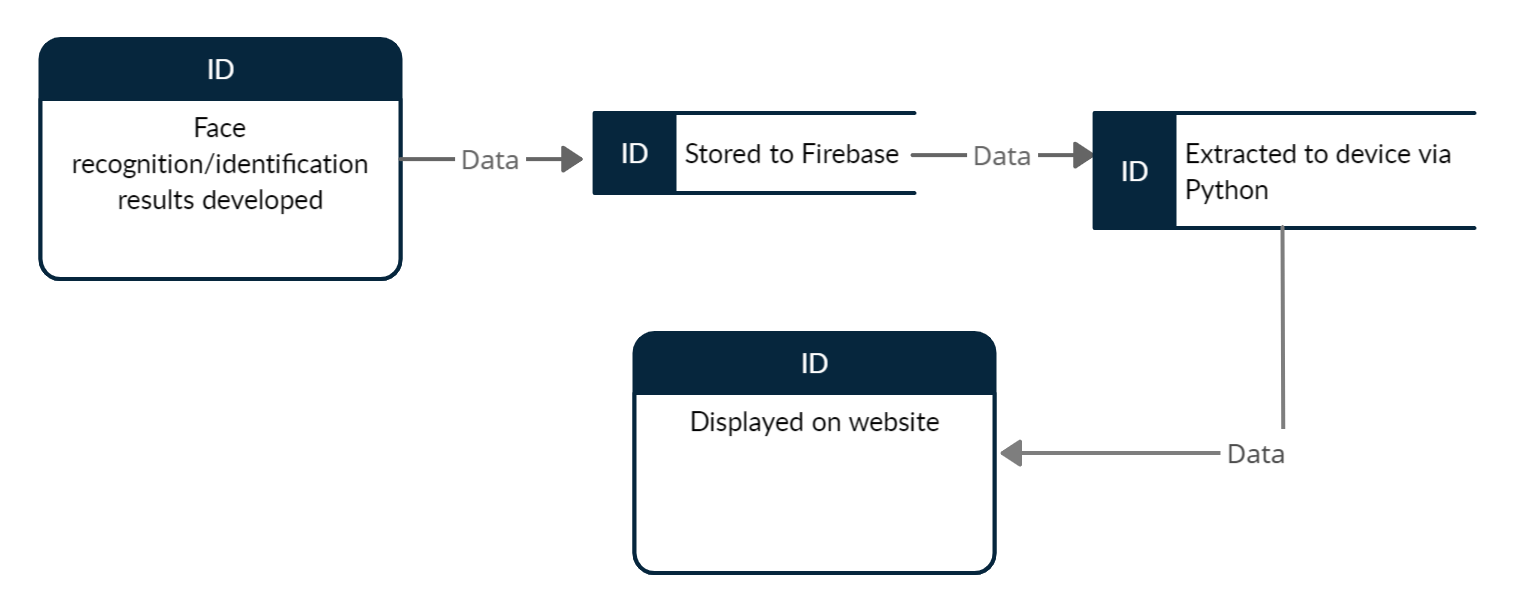 ID
Face
recognition/identification
results developed
Data
ID
Stored to Firebase
Data
ID
Extracted to device via
Python
Data
ID
Displayed on website